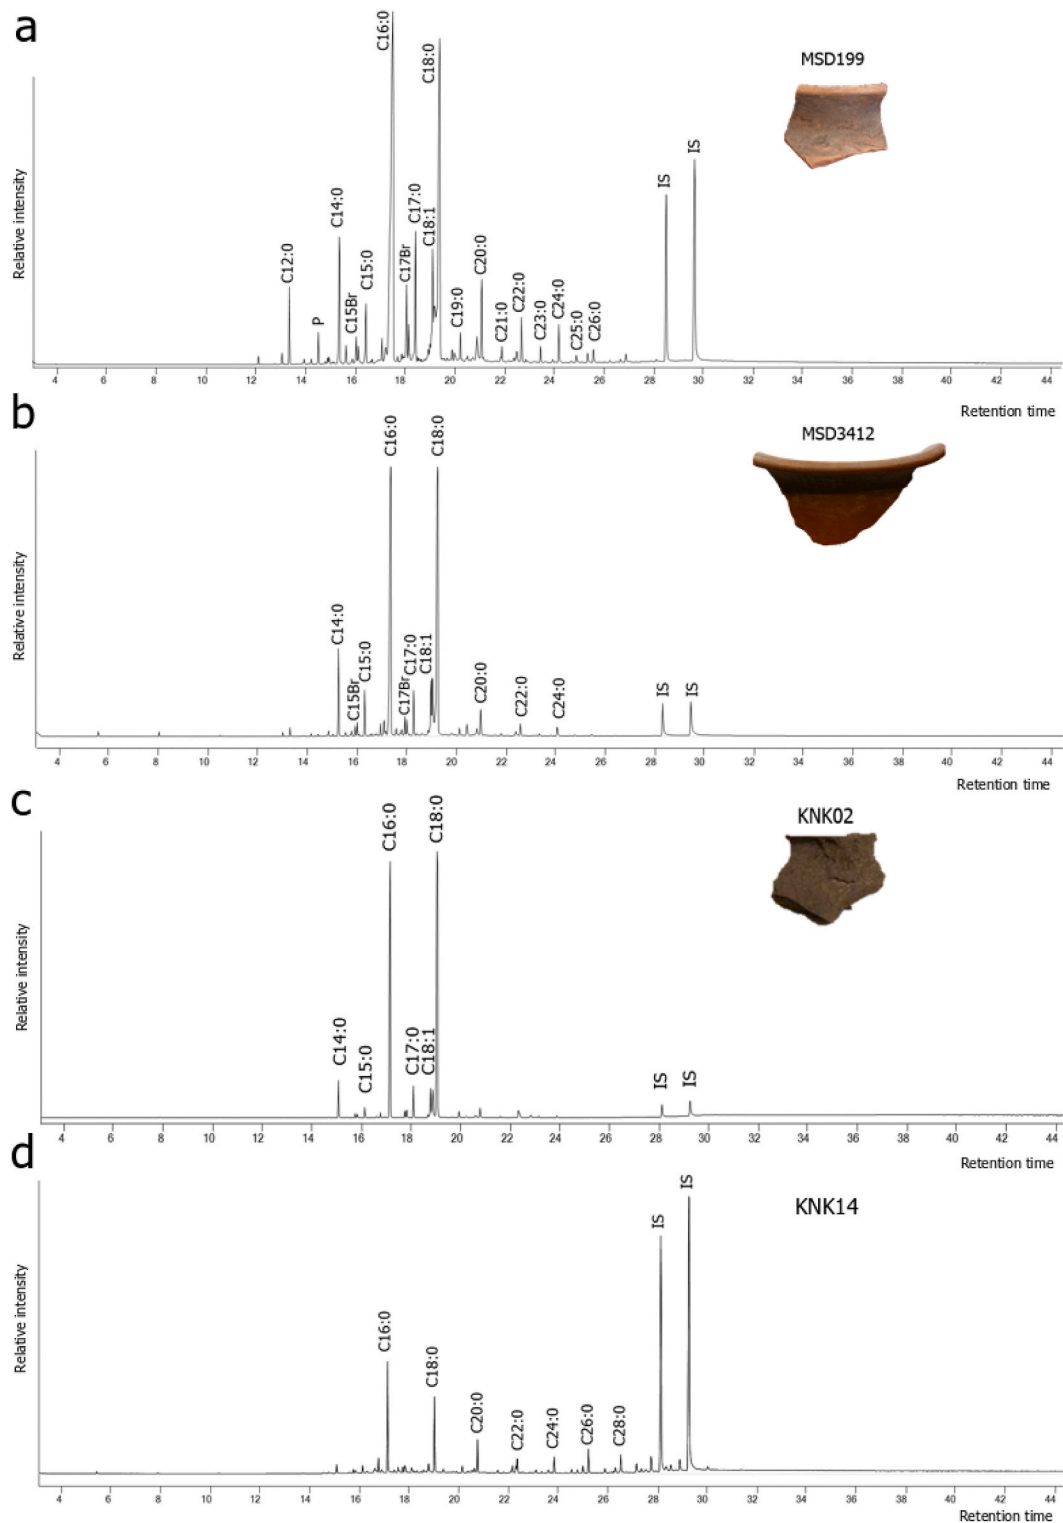 a
MSD199
C12:0
P
C14:0
C15Br
C15:0
C16:0
C17Br
C17:0
C18:1
C18:0
C19:0
C20:0
C21:0
C22:0
C23:0
C24:0
C25:0
C26:0
IS
IS
Relative intensity
4 6 8 10 12 14 16 18 20 22 24 26 28 30 32 34 36 38 40 42 44
Retention time
b
MSD3412
C14:0
C15Br
C15:0
C16:0
C17Br
C17:0
C18:1
C18:0
C20:0
C22:0
C24:0
IS
IS
Relative intensity
4 6 8 10 12 14 16 18 20 22 24 26 28 30 32 34 36 38 40 42 44
Retention time
c
KNK02
C14:0
C15:0
C16:0
C17:0
C18:1
C18:0
IS
IS
Relative intensity
4 6 8 10 12 14 16 18 20 22 24 26 28 30 32 34 36 38 40 42 44
Retention time
d
KNK14
C16:0
C18:0
C20:0
C22:0
C24:0
C26:0
C28:0
IS
IS
Relative intensity
4 6 8 10 12 14 16 18 20 22 24 26 28 30 32 34 36 38 40 42 44
Retention time